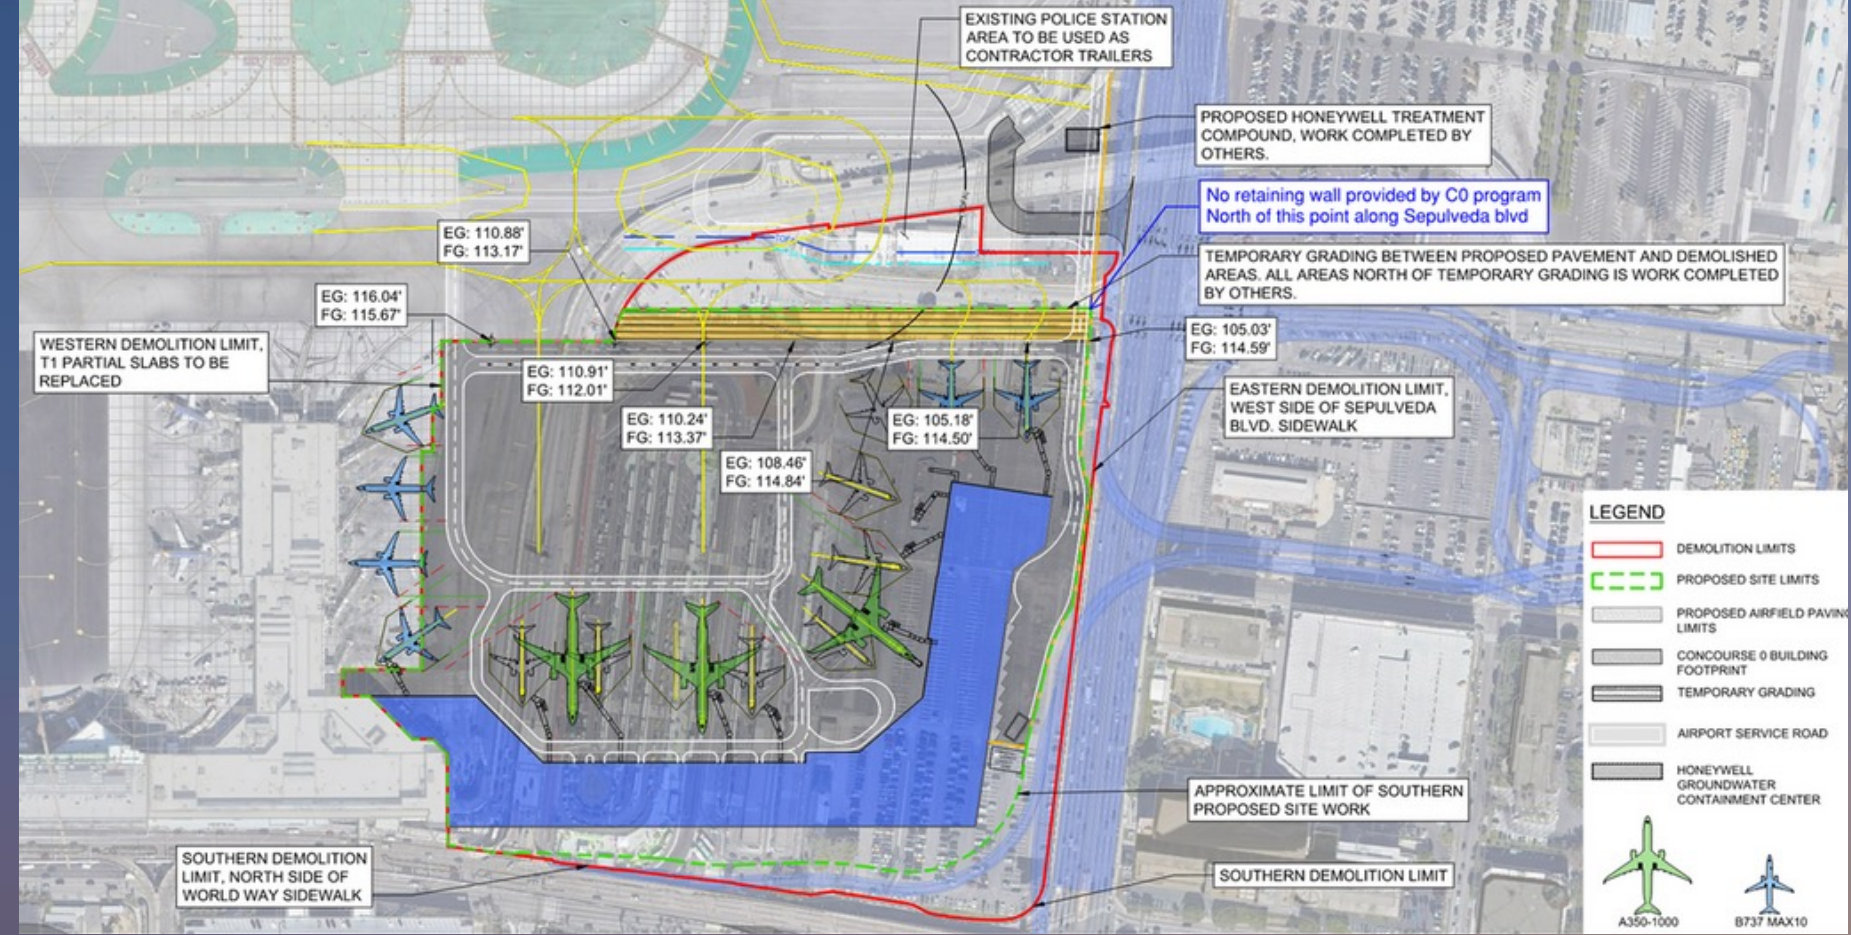 EXISTING POLICE STATION
AREA TO BE USED AS
CONTRACTOR TRAILERS
PROPOSED HONEYWELL TREATMENT
COMPOUND, WORK COMPLETED BY
OTHERS.
No retaining wall provided by C0 program
North of this point along Sepulveda blvd
EG: 110.88'
FG: 113.17'
TEMPORARY GRADING BETWEEN PROPOSED PAVEMENT AND DEMOLISHED
AREAS. ALL AREAS NORTH OF TEMPORARY GRADING IS WORK COMPLETED
BY OTHERS.
EG: 116.04'
FG: 115.67'
EG: 105.03'
FG: 114.59'
WESTERN DEMOLITION LIMIT,
T1 PARTIAL SLABS TO BE
REPLACED
EG: 110.91'
FG: 112.01'
EASTERN DEMOLITION LIMIT,
WEST SIDE OF SEPULVEDA
BLVD. SIDEWALK
EG: 110.24'
FG: 113.37'
EG: 105.18'
FG: 114.50'
EG: 108.46'
FG: 114.84'
LEGEND
DEMOLITION LIMITS
PROPOSED SITE LIMITS
PROPOSED AIRFIELD PAVING
LIMITS
CONCOURSE 0 BUILDING
FOOTPRINT
TEMPORARY GRADING
AIRPORT SERVICE ROAD
HONEYWELL
GROUNDWATER
CONTAINMENT CENTER
A350-1000
B737 MAX10
APPROXIMATE LIMIT OF SOUTHERN
PROPOSED SITE WORK
SOUTHERN DEMOLITION
LIMIT, NORTH SIDE OF
WORLD WAY SIDEWALK
SOUTHERN DEMOLITION LIMIT